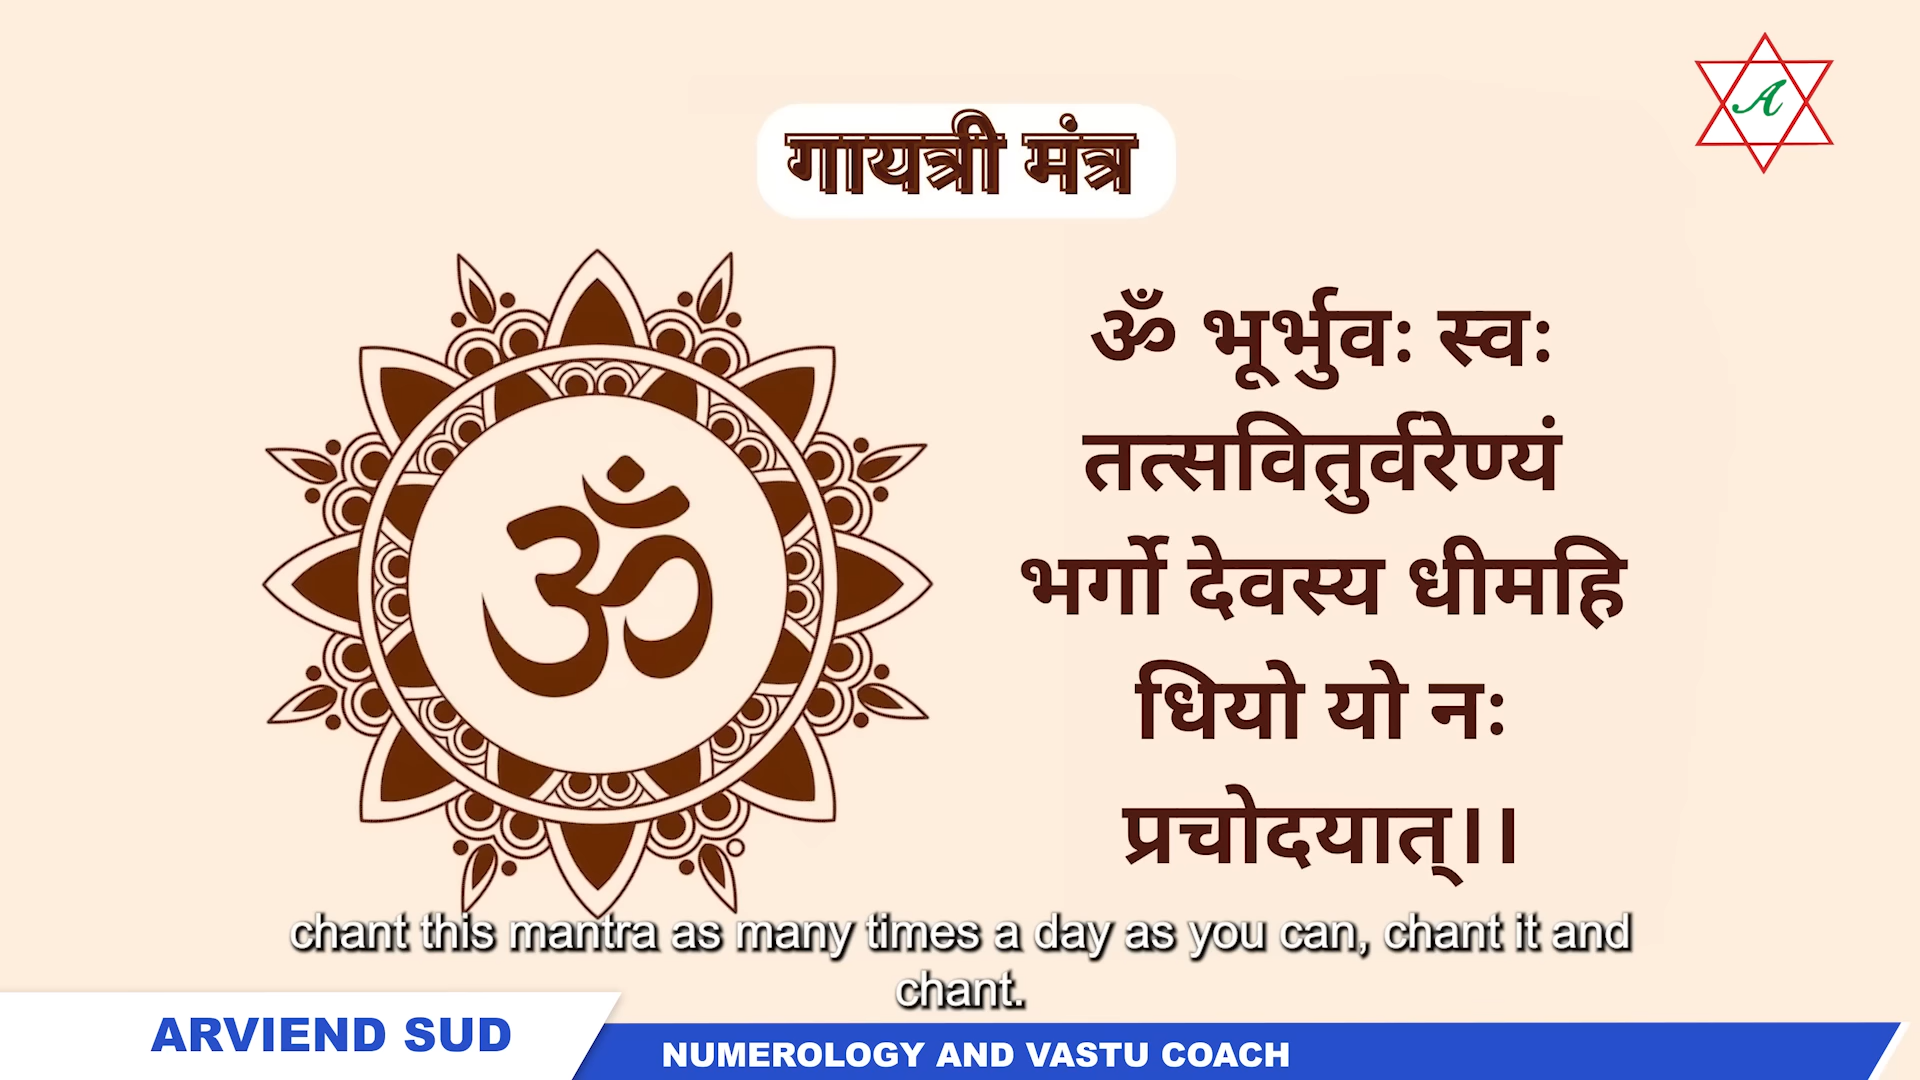 गायत्री मंत्र
A
ॐ
ॐ भूर्भुवः स्वः
तत्सवितुर्वरेण्यं
भर्गो देवस्य धीमहि
धियो यो नः
प्रचोदयात्।।
chant this mantra as many times a day as you can, chant it and
chant.
ARVIEND SUD
NUMEROLOGY AND VASTU COACH